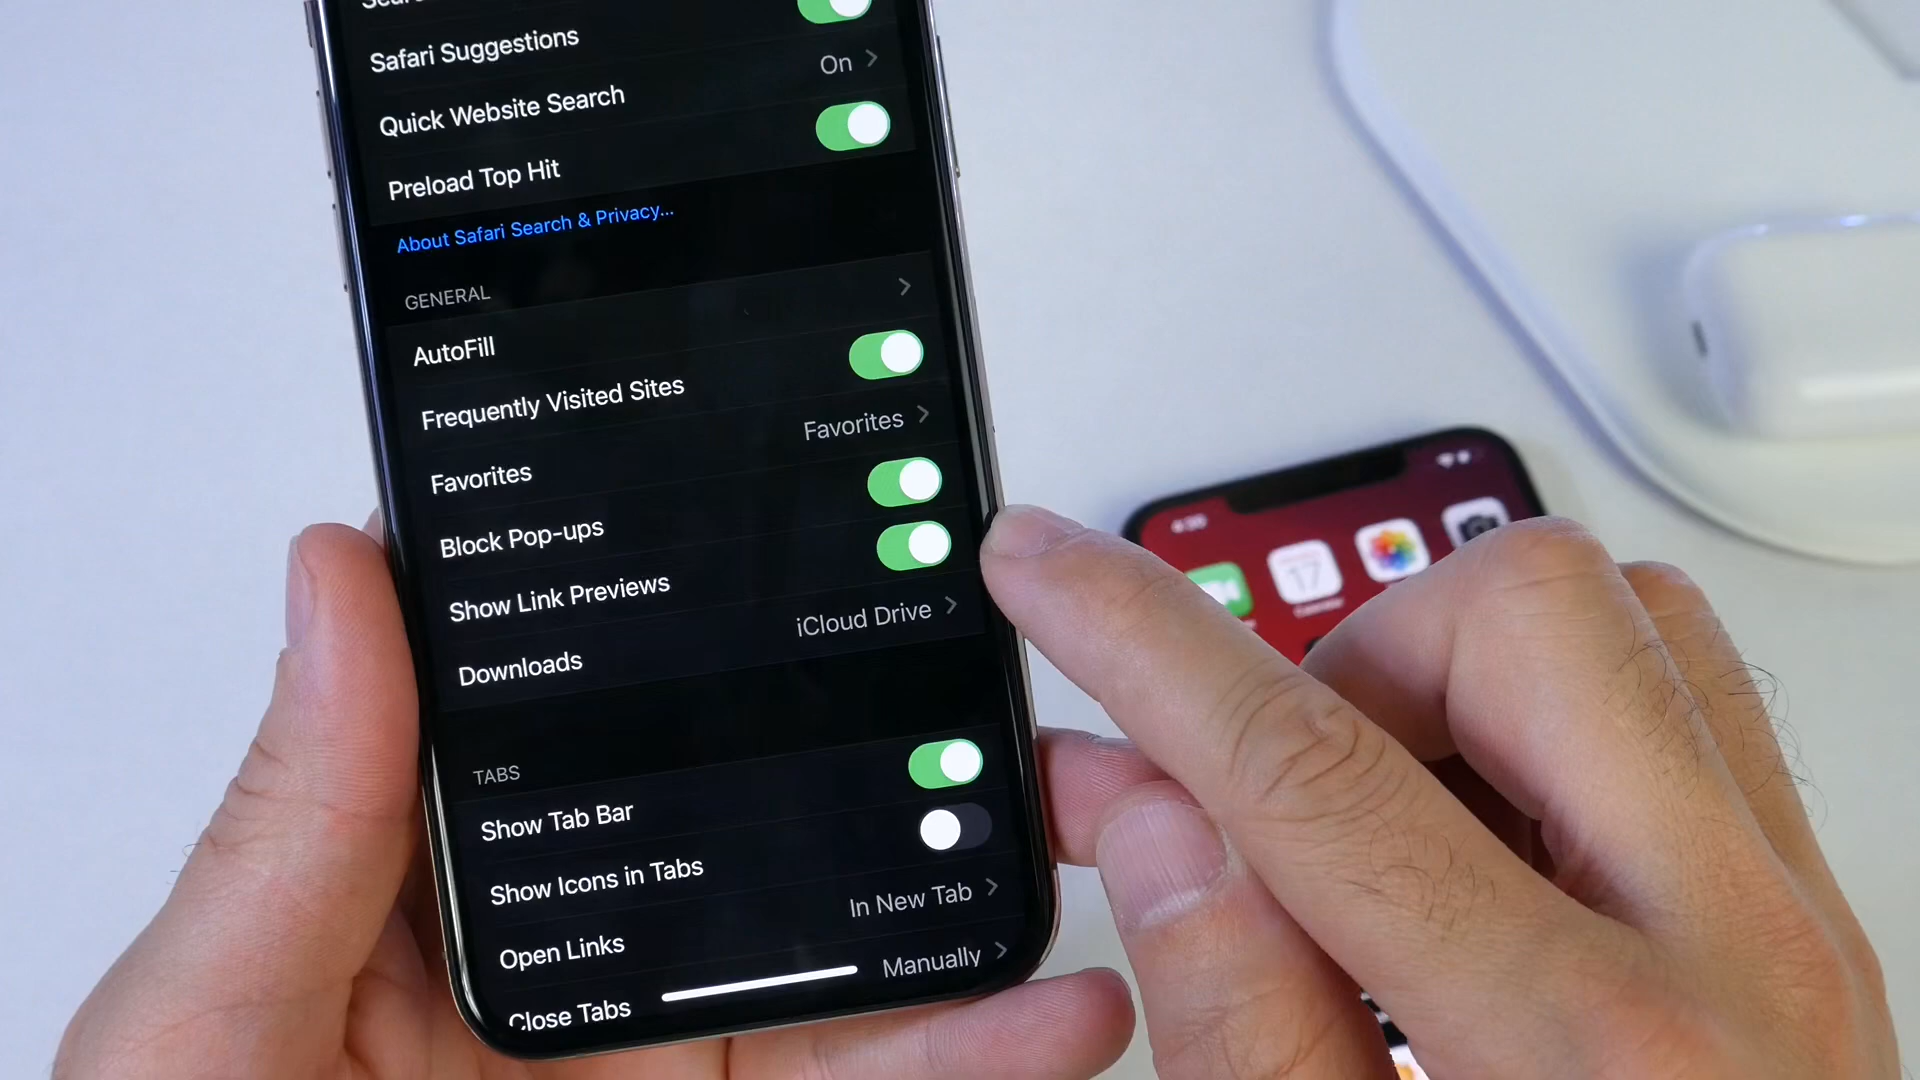 Safari Suggestions
Quick Website Search On
Preload Top Hit
About Safari Search & Privacy...
GENERAL
AutoFill
Frequently Visited Sites
Favorites Favorites
Block Pop-ups
Show Link Previews
Downloads iCloud Drive
TABS
Show Tab Bar
Show Icons in Tabs
Open Links In New Tab
Close Tabs Manually
17
Calendar